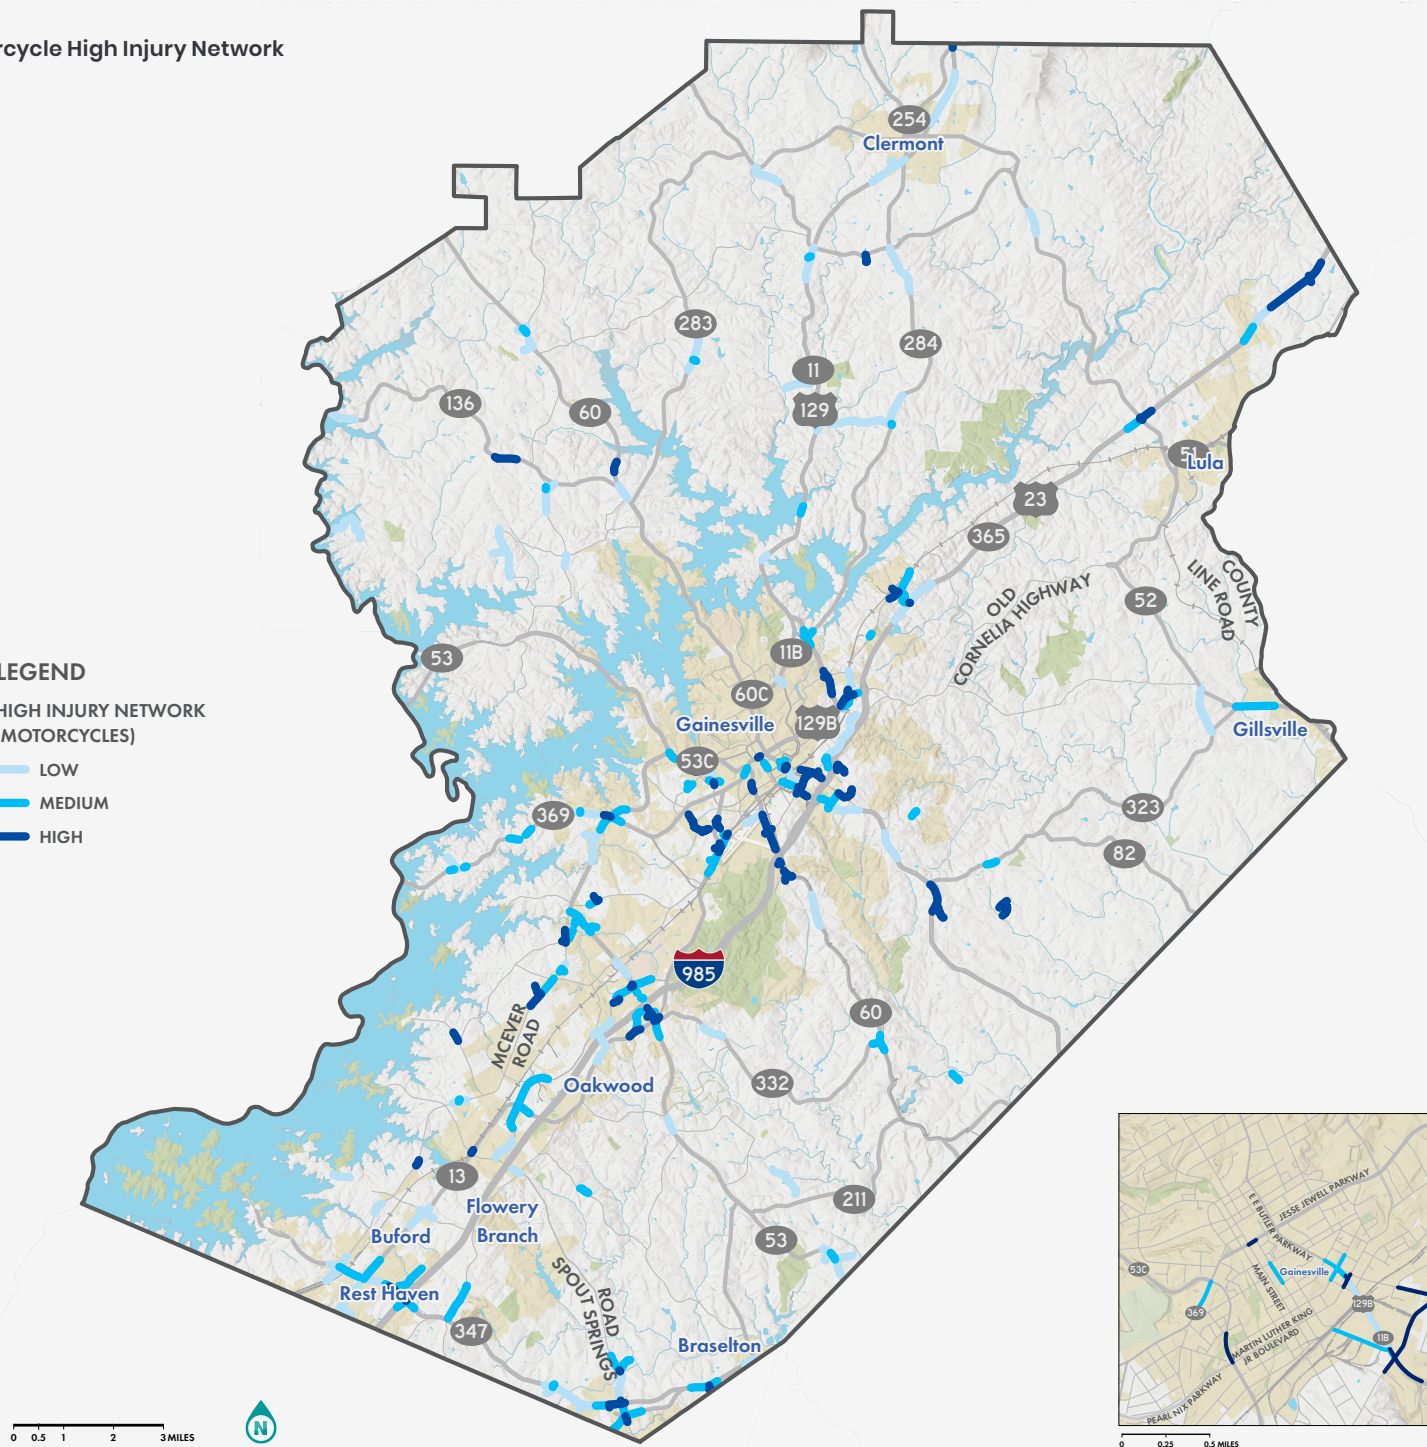 rcycle High Injury Network
254
Clermont
283
284
11
129
136
60
51
Lula
23
365
OLD
CORNELIA HIGHWAY
COUNTY
LINE ROAD
52
53
11B
60C
129B
Gainesville
53C
Gillsville
LEGEND
HIGH INJURY NETWORK
(MOTORCYCLES)
LOW
MEDIUM
HIGH
369
323
82
985
60
MCEVER
ROAD
Oakwood
332
13
Flowery
Branch
211
Buford
53
Rest Haven
SPOUT SPRINGS
ROAD
347
Braselton
0 0.5 1 2 3 MILES
N
JESSE JEWELL PARKWAY
E E BUTLER PARKWAY
53C
Gainesville
MAIN STREET
369
129B
11B
MARTIN LUTHER KING
JR BOULEVARD
PEARL NIX PARKWAY
0 0.25 0.5 MILES